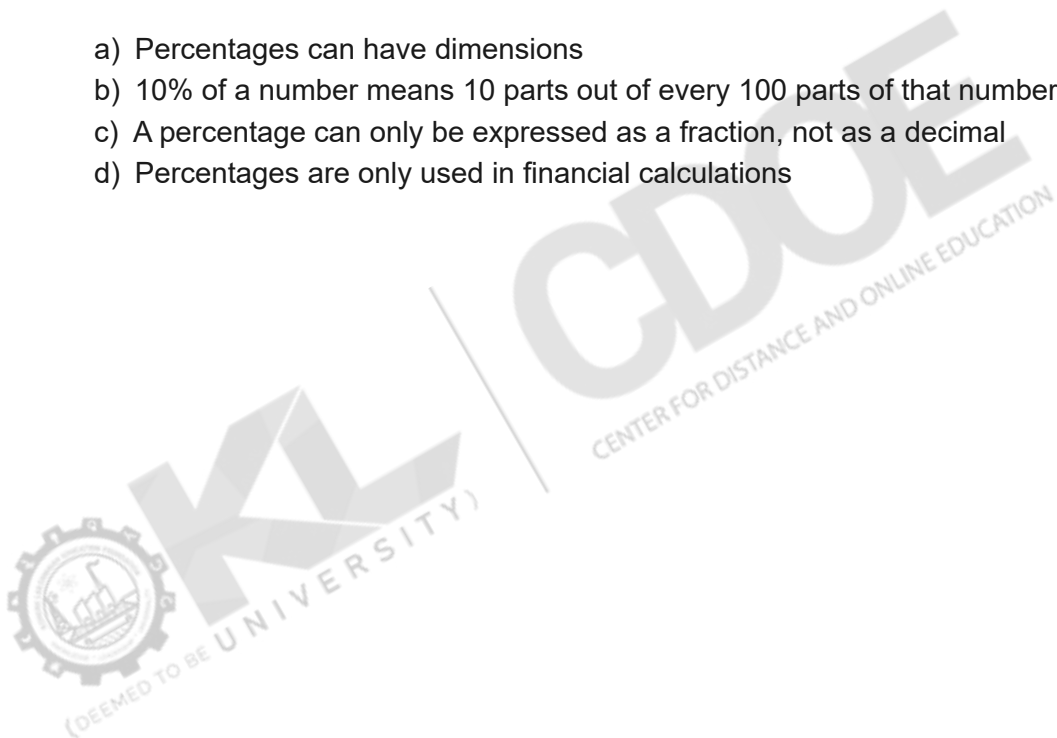 a) Percentages can have dimensions
b) 10% of a number means 10 parts out of every 100 parts of that number
c) A percentage can only be expressed as a fraction, not as a decimal
d) Percentages are only used in financial calculations
CDOE
CENTER FOR DISTANCE AND ONLINE EDUCATION
KL
(DEEMED TO BE UNIVERSITY)